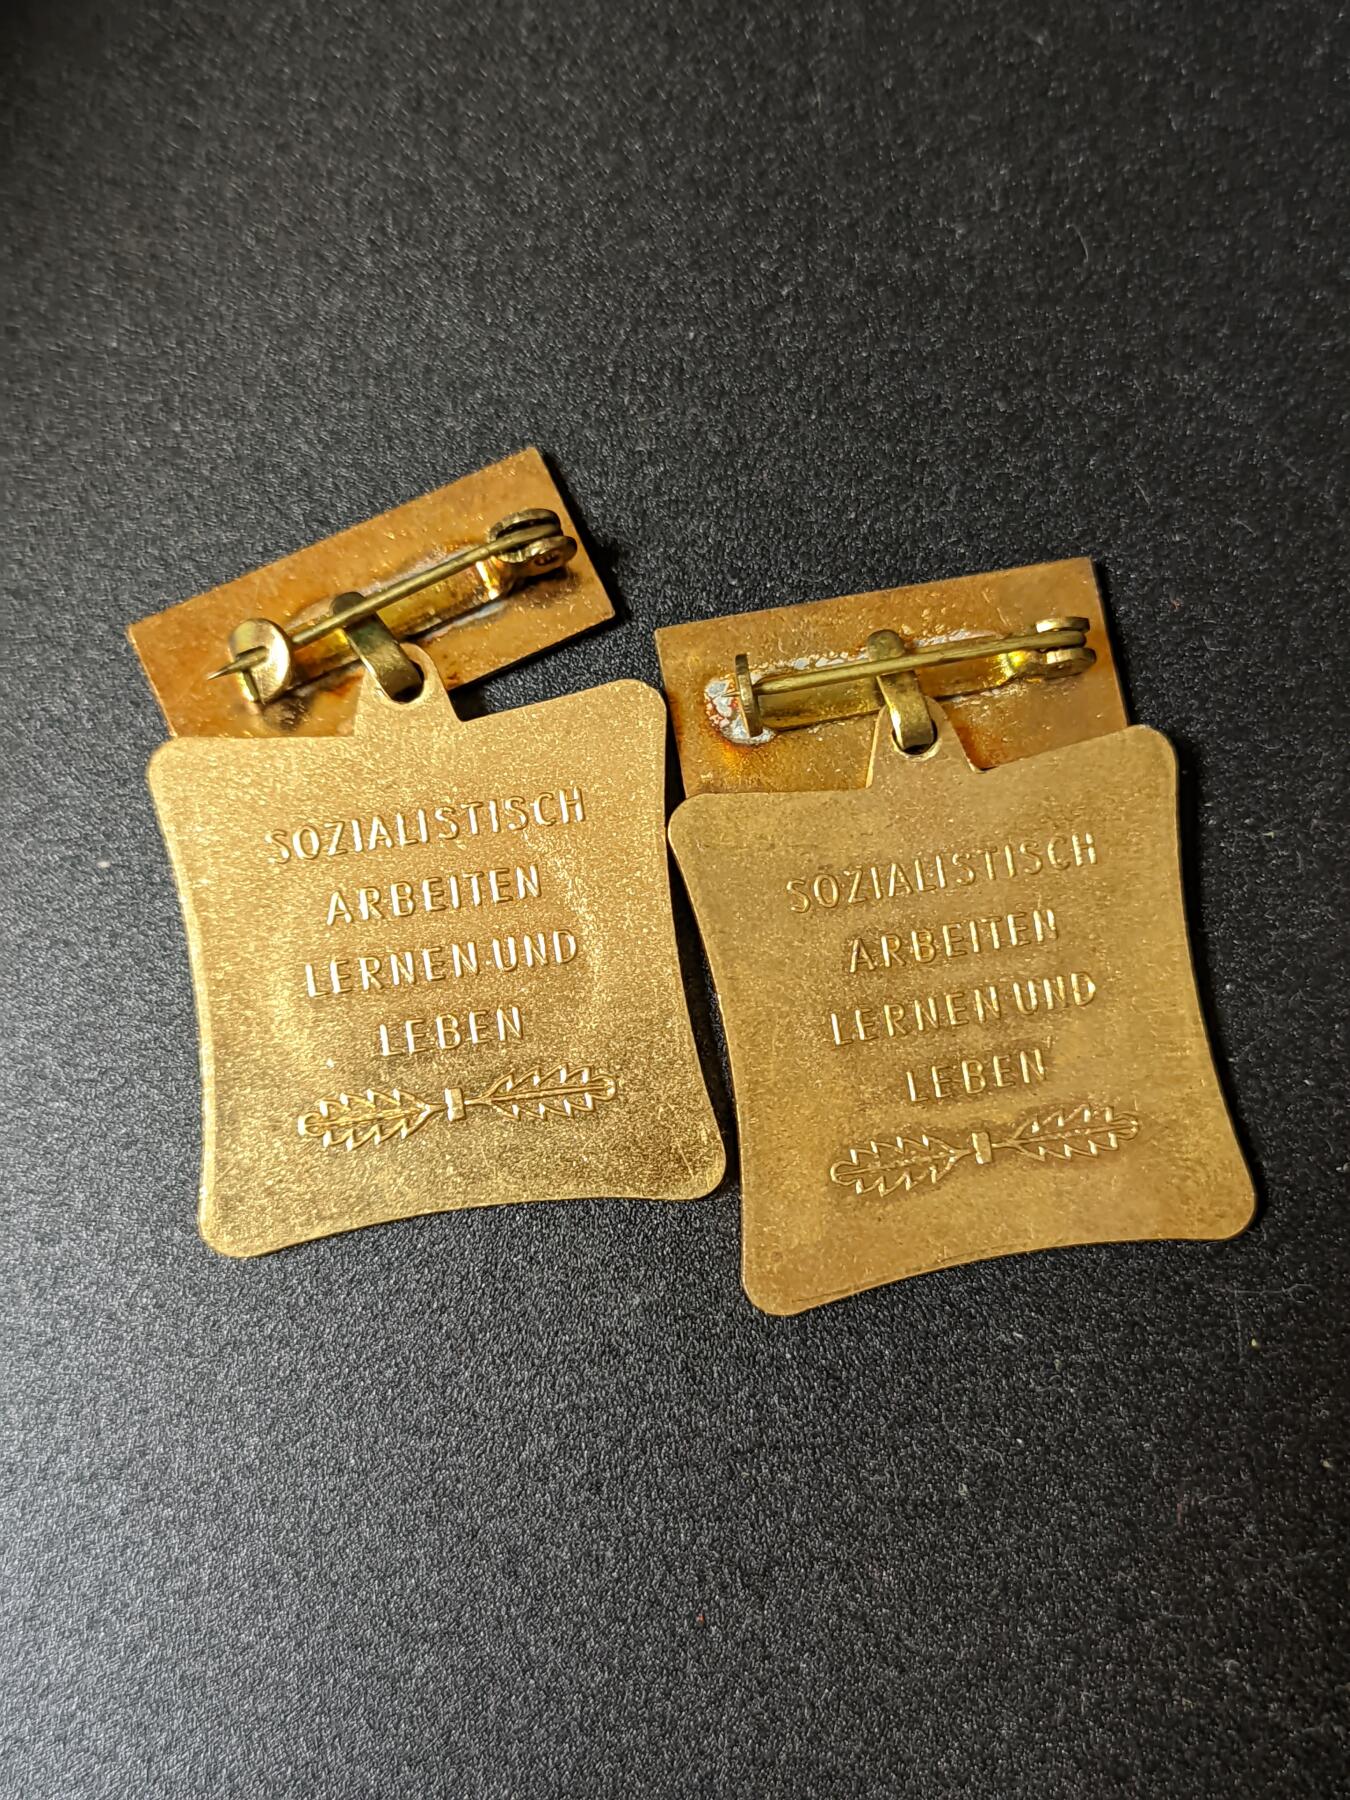 SOZIALISTISCH
ARBEITEN
LERNEN UND
LEBEN
SOZIALISTISCH
ARBEITEN
LERNEN UND
LEBEN